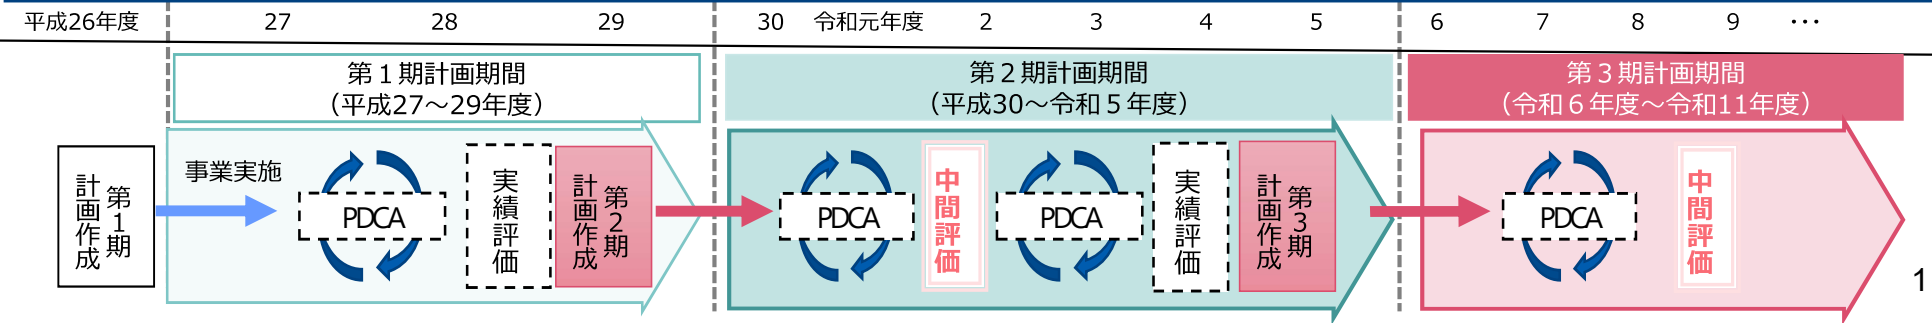 平成26年度 27 28 29 30 令和元年度 2 3 4 5 6 7 8 9 ・・・
第１期計画期間
（平成27～29年度）
第２期計画期間
（平成30～令和５年度）
第３期計画期間
（令和６年度～令和11年度）
第１期
計画作成
事業実施
PDCA
実績評価
第２期
計画作成
PDCA
中間評価
PDCA
実績評価
第３期
計画作成
PDCA
中間評価
1